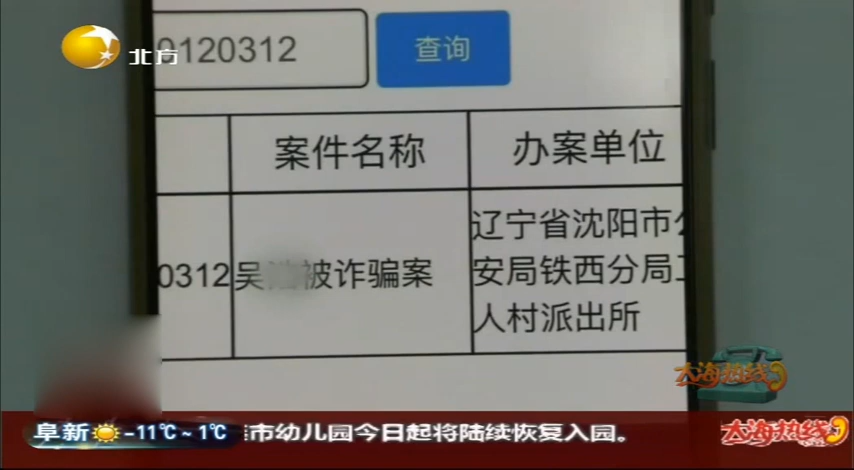 北方
0120312
查询
案件名称
办案单位
0312
吴
被诈骗案
辽宁省沈阳市
安局铁西分局
人村派出所
大海热线
阜新 -11℃~1℃
市幼儿园今日起将陆续恢复入园。
大海热线